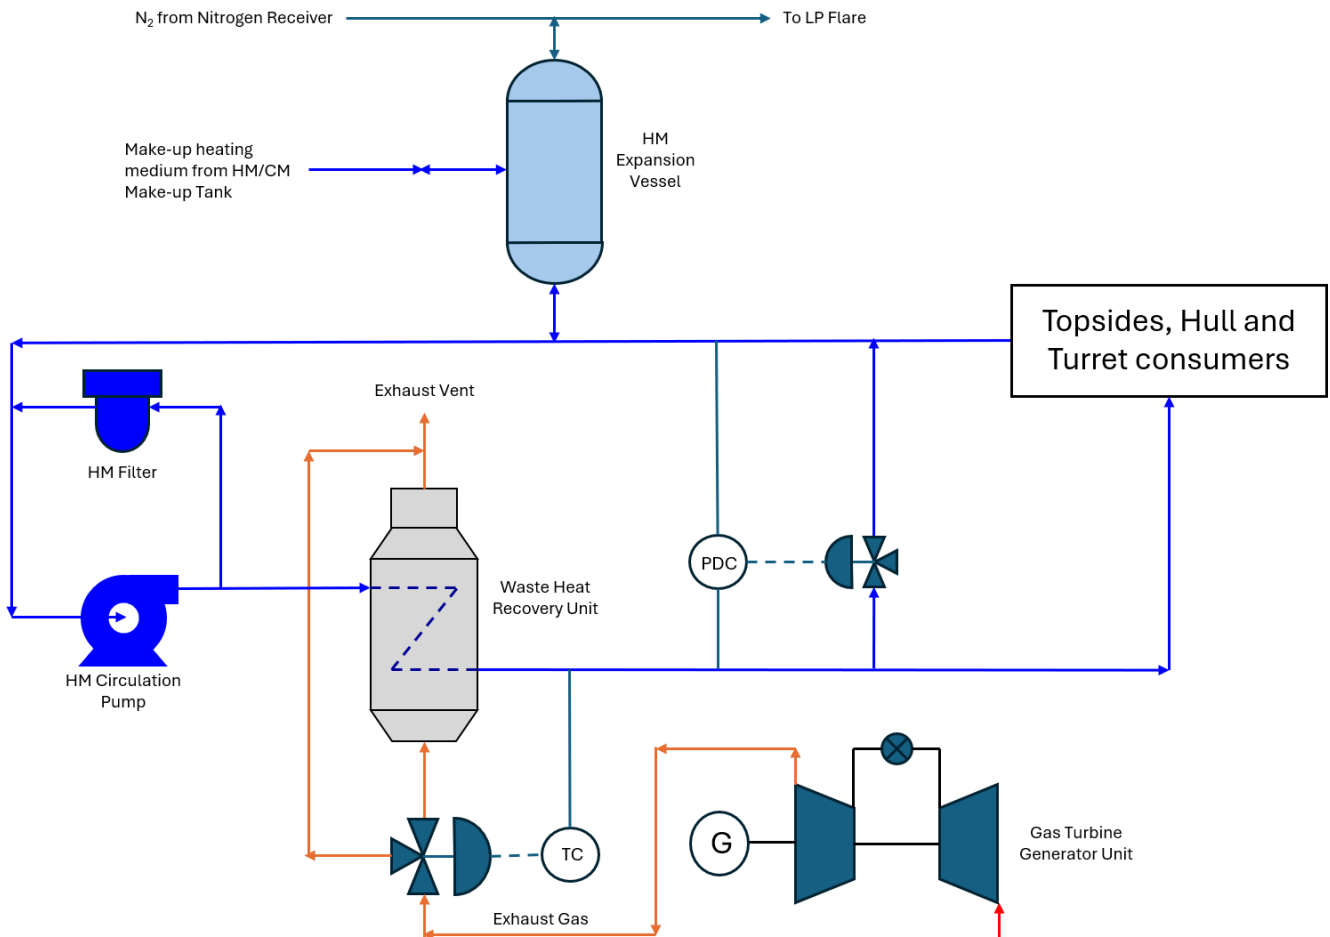 N₂ from Nitrogen Receiver
To LP Flare
HM
Expansion
Vessel
Make-up heating
medium from HM/CM
Make-up Tank
Topsides, Hull and
Turret consumers
Exhaust Vent
HM Filter
PDC
Waste Heat
Recovery Unit
HM Circulation
Pump
G
Gas Turbine
Generator Unit
TC
Exhaust Gas